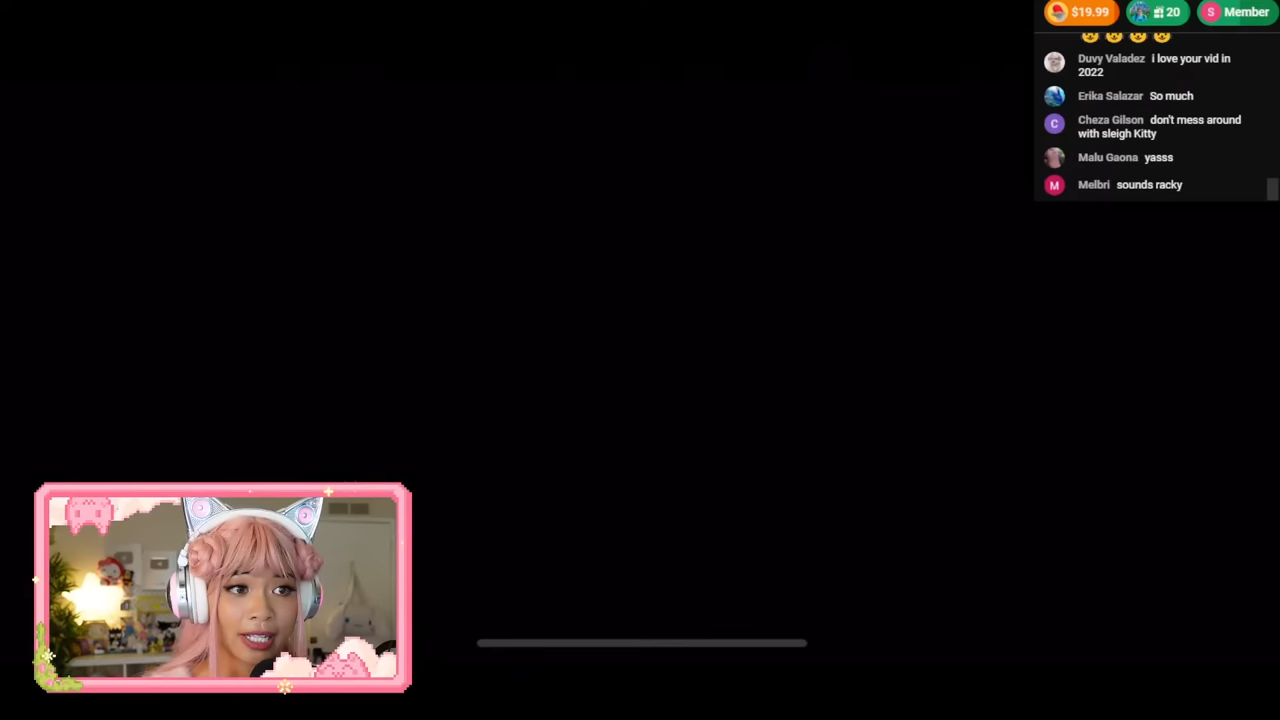 $19.99 20 S Member
Duvy Valadez i love your vid in
2022
Erika Salazar So much
C Cheza Gilson don't mess around
with sleigh Kitty
Malu Gaona yasss
M Melbri sounds racky